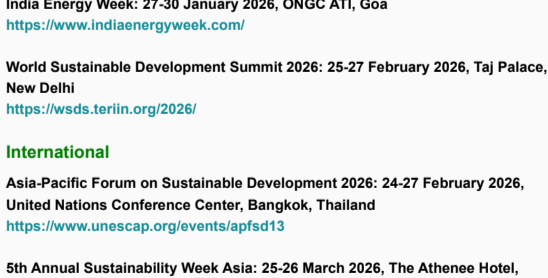 India Energy Week: 27-30 January 2026, ONGC ATI, Goa
https://www.indiaenergyweek.com/
World Sustainable Development Summit 2026: 25-27 February 2026, Taj Palace,
New Delhi
https://wsds.teriin.org/2026/
International
Asia-Pacific Forum on Sustainable Development 2026: 24-27 February 2026,
United Nations Conference Center, Bangkok, Thailand
https://www.unescap.org/events/apfsd13
5th Annual Sustainability Week Asia: 25-26 March 2026, The Athenee Hotel,